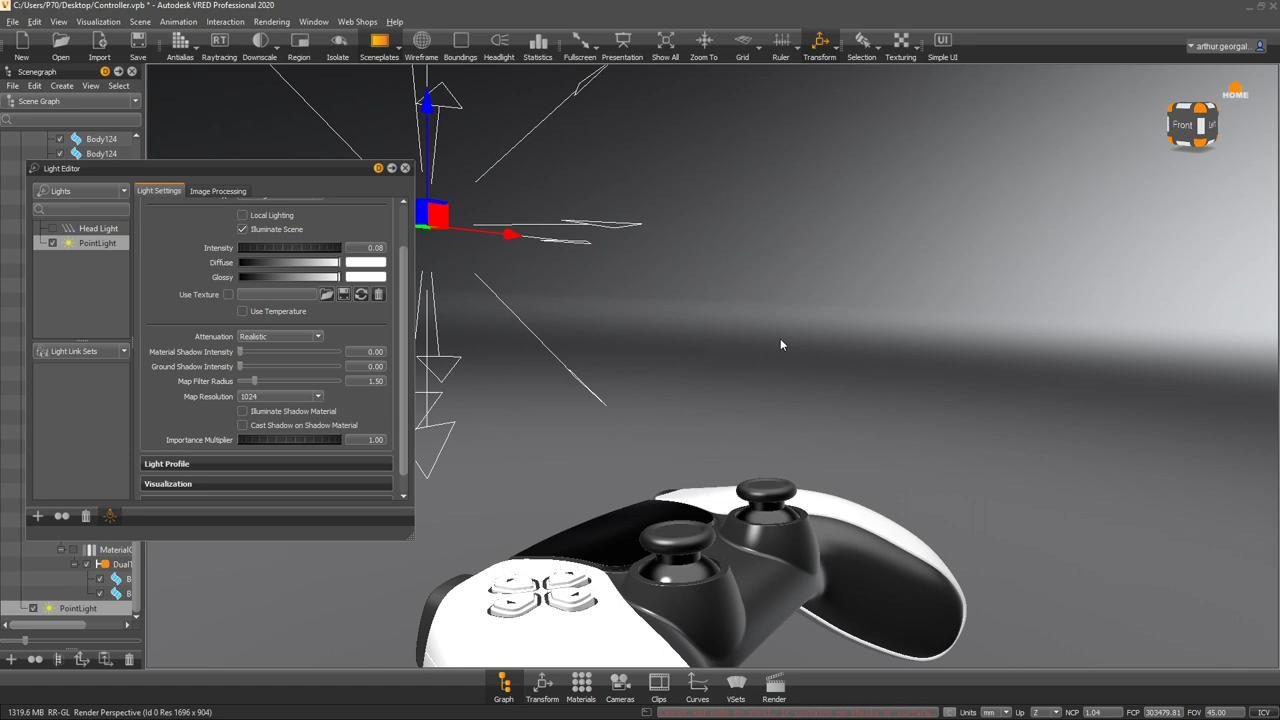 C:/Users/P70/Desktop/Controller.vpb * - Autodesk VRED Professional 2020
File Edit View Visualization Scene Animation Interaction Rendering Window Web Shops Help
New Open Import Save Antialias Raytracing Downscale Region Isolate Sceneplates Wireframe Boundings Headlight Statistics Fullscreen Presentation Show All Zoom To Grid Ruler Transform Selection Texturing Simple UI
arthur georgal...
Scenegraph
File Edit Create View Select
Scene Graph
Body124
Body124
HOME
Front
Left
Light Editor
Lights
Light Settings
Image Processing
Head Light
PointLight
Local Lighting
Illuminate Scene
Intensity 0.08
Diffuse
Glossy
Use Texture
Use Temperature
Attenuation Realistic
Light Link Sets
Material Shadow Intensity 0.00
Ground Shadow Intensity 0.00
Map Filter Radius 1.50
Map Resolution 1024
Illuminate Shadow Material
Cast Shadow on Shadow Material
Importance Multiplier 1.00
Light Profile
Visualization
MaterialC
DualT
B
B
PointLight
Graph Transform Materials Cameras Clips Curves VSets Render
1319.6 MB RR-GL Render Perspective (Id 0 Res 1696 x 904)
C Units mm Up Z NCP 1.04 FCP 303479.81 FOV 45.00 ICV